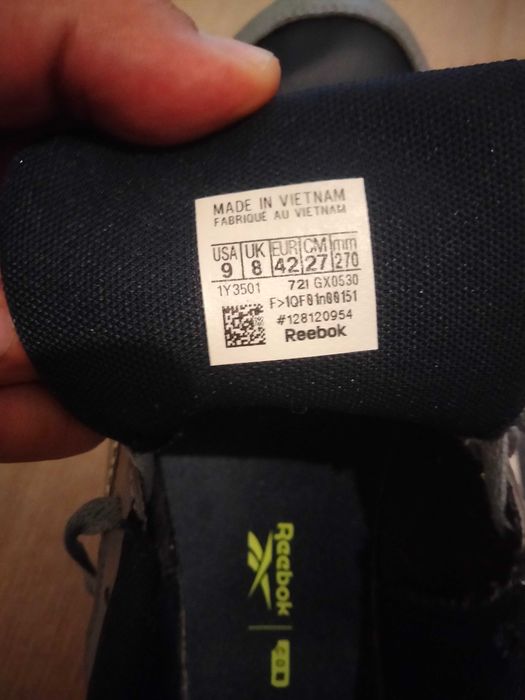 MADE IN VIETNAM
FABRIQUÉ AU VIETNAM
USA UK EUR CM mm
9 8 42 27 270
1Y3501 721 GX0530
F>1QF01n00151
#128120954
Reebok
Reebok